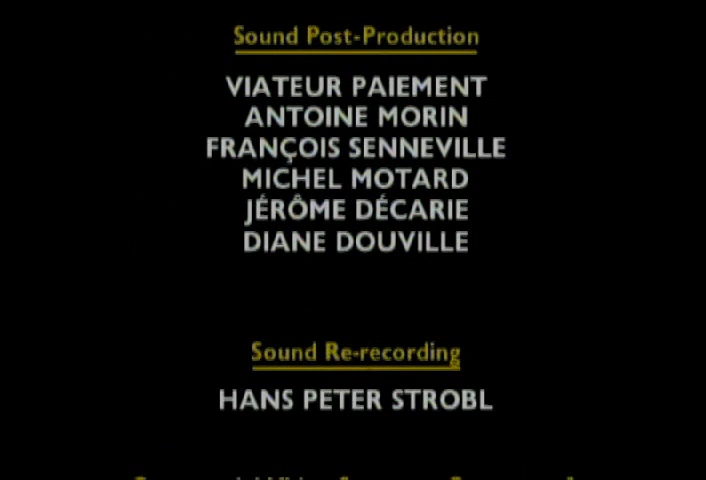 Sound Post-Production
VIATEUR PAIEMENT
ANTOINE MORIN
FRANÇOIS SENNEVILLE
MICHEL MOTARD
JÉRÔME DÉCARIE
DIANE DOUVILLE
Sound Re-recording
HANS PETER STROBL